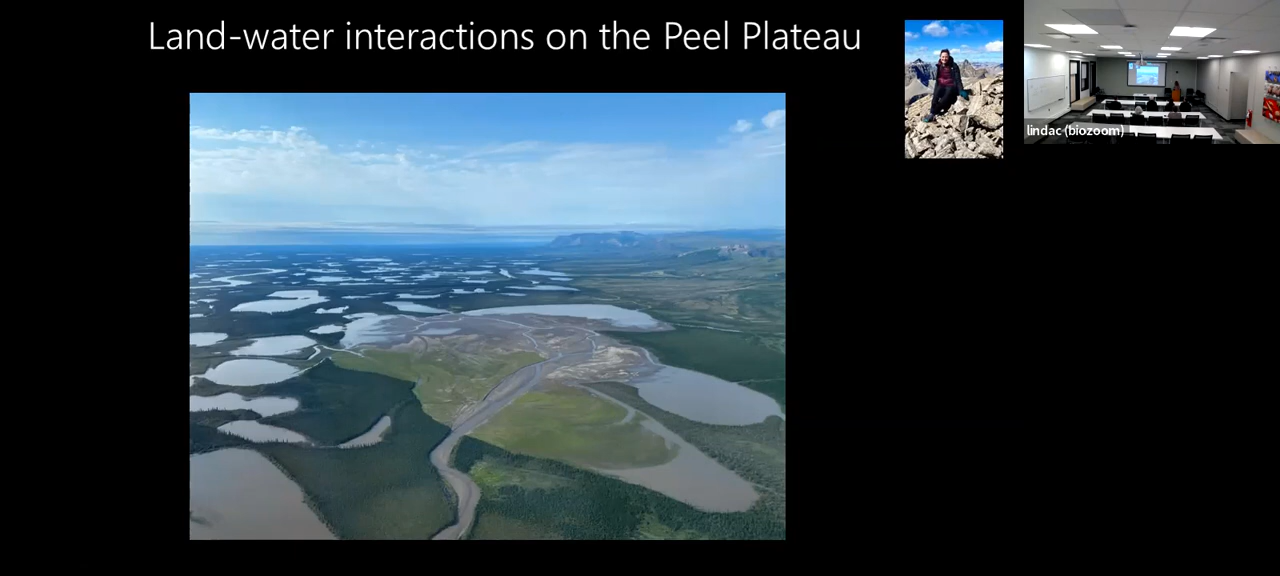 Land-water interactions on the Peel Plateau
lindac (biozoom)